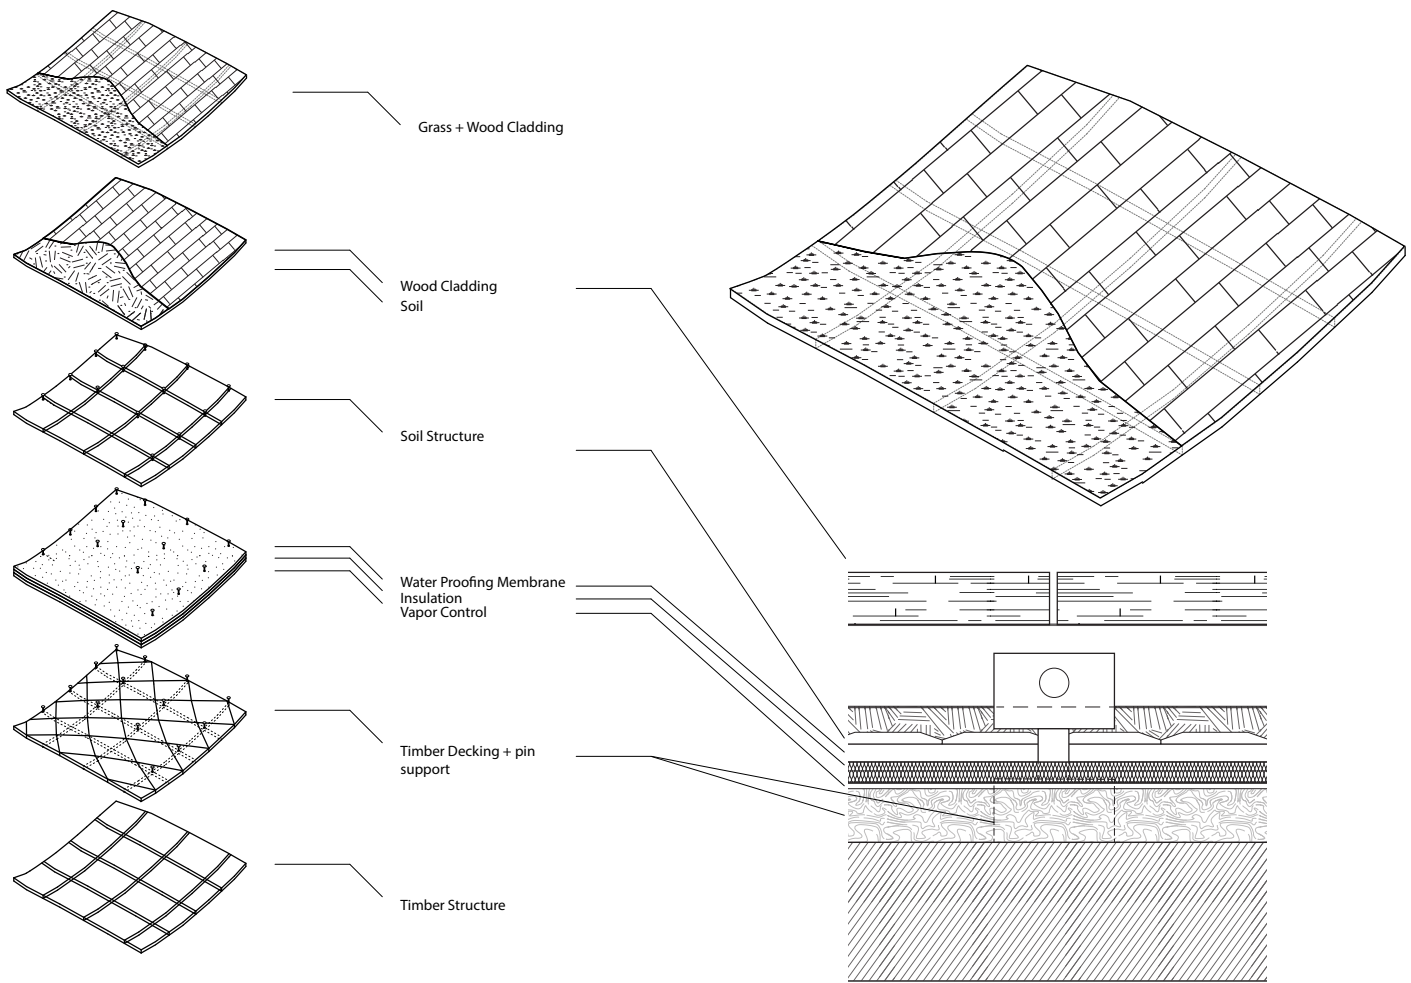 Grass + Wood Cladding
Wood Cladding
Soil
Soil Structure
Water Proofing Membrane
Insulation
Vapor Control
Timber Decking + pin
support
Timber Structure